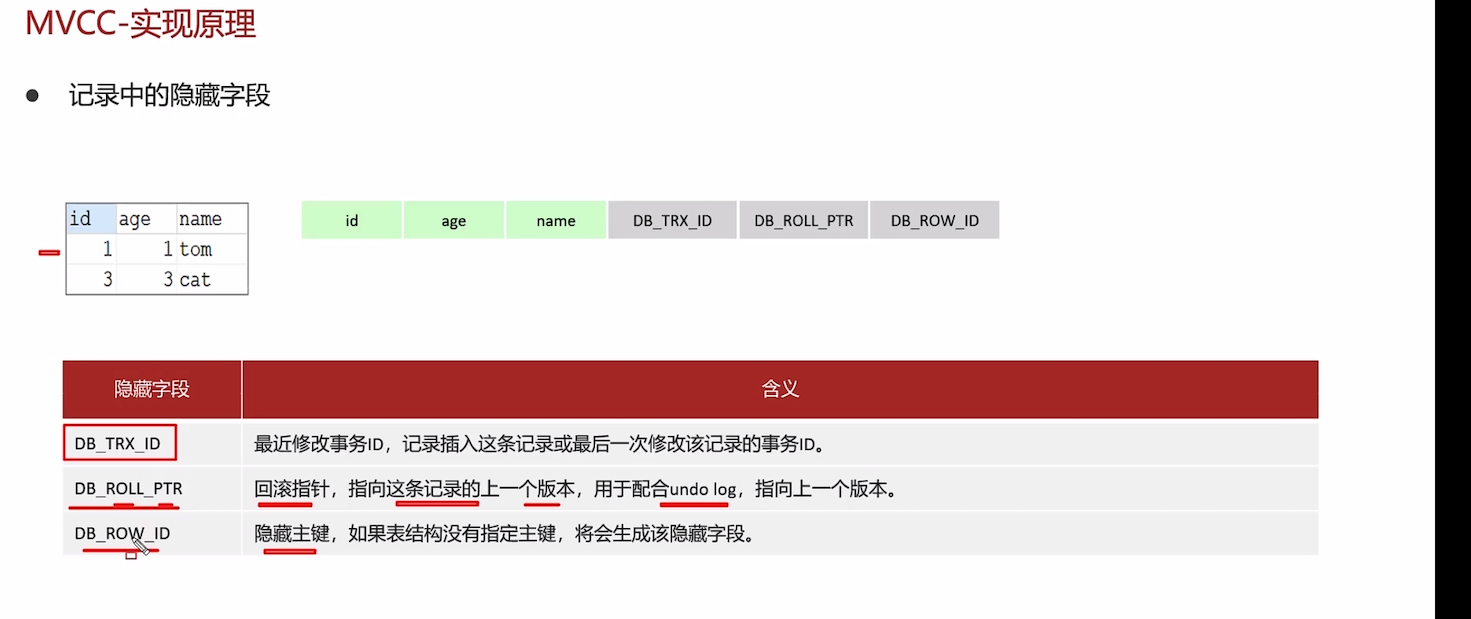 MVCC-实现原理
● 记录中的隐藏字段
id age name
1 1 tom
3 3 cat
id age name DB_TRX_ID DB_ROLL_PTR DB_ROW_ID
隐藏字段 含义
DB_TRX_ID 最近修改事务ID，记录插入这条记录或最后一次修改该记录的事务ID。
DB_ROLL_PTR 回滚指针，指向这条记录的上一个版本，用于配合undo log，指向上一个版本。
DB_ROW_ID 隐藏主键，如果表结构没有指定主键，将会生成该隐藏字段。